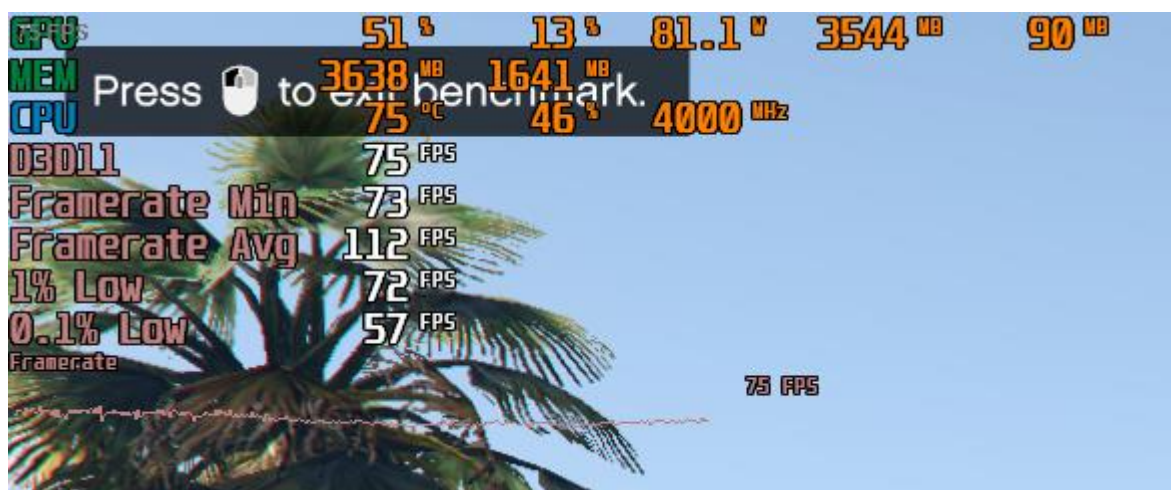 75 FPS
GPU 51 % 13 % 81.1 W 3544 MB 90 MB
MEM 3638 MB 1641 MB
Press to exit benchmark.
CPU 75 °C 46 % 4000 MHz
D3D11 75 FPS
Framerate Min 73 FPS
Framerate Avg 112 FPS
1% Low 72 FPS
0.1% Low 57 FPS
Framerate
75 FPS